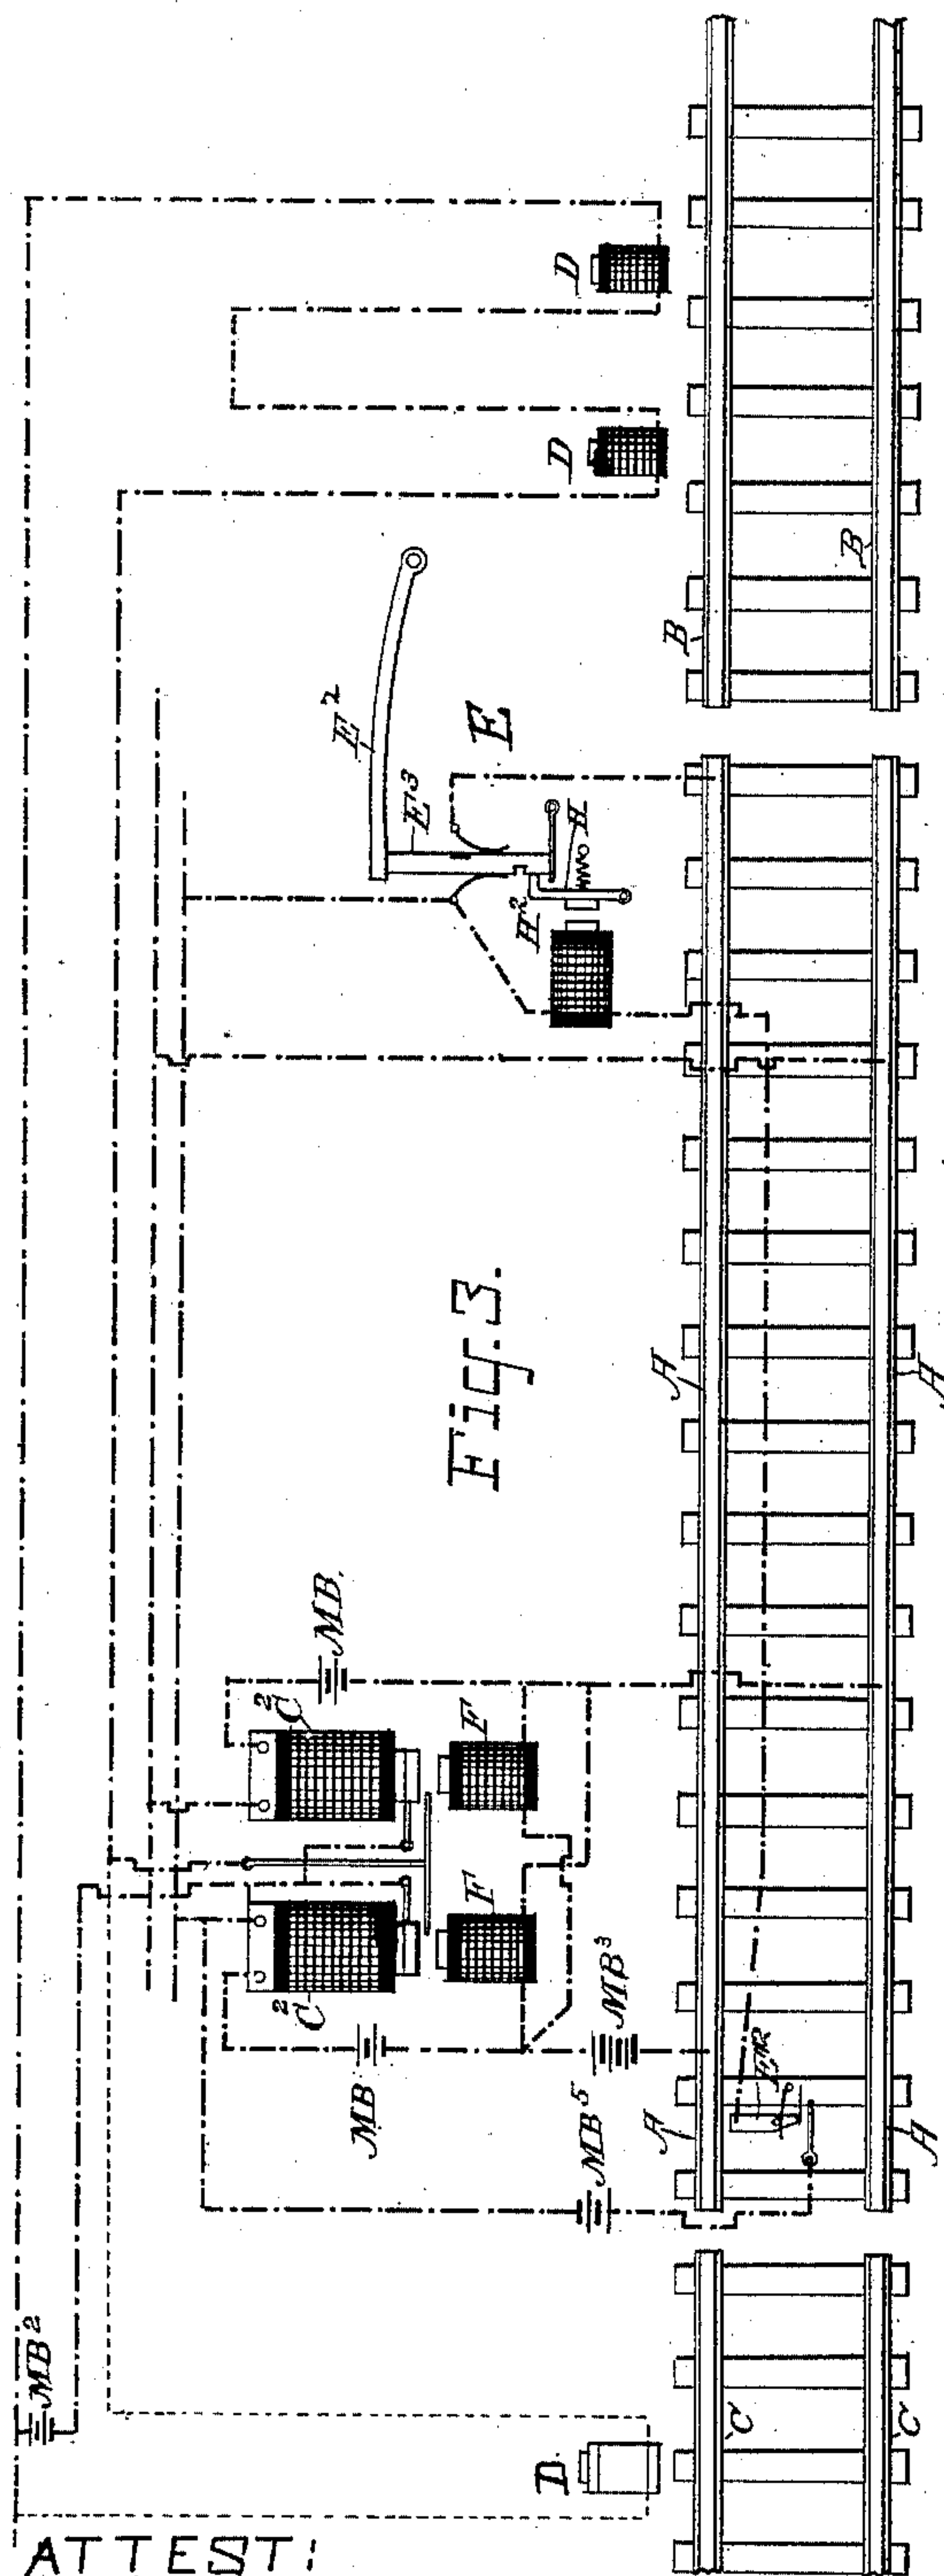 D
D
B
B
E²
E³
E
H
H²
Fig. 3.
A
A
MB.
C²
F
F
C²
MB
MB³
MB⁵
A
A
MB²
D.
C
C
ATTEST: